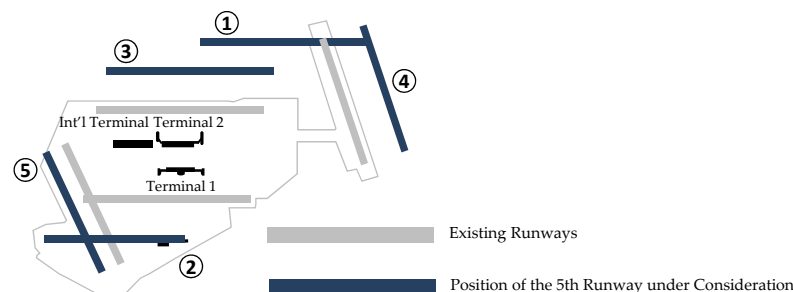 ①
③
④
Int'l Terminal Terminal 2
⑤
Terminal 1
Existing Runways
②
Position of the 5th Runway under Consideration